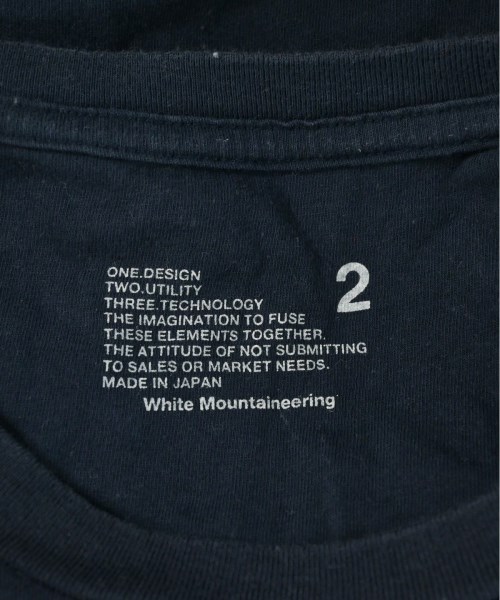 ONE.DESIGN
TWO.UTILITY
THREE.TECHNOLOGY
THE IMAGINATION TO FUSE
THESE ELEMENTS TOGETHER.
THE ATTITUDE OF NOT SUBMITTING
TO SALES OR MARKET NEEDS.
MADE IN JAPAN
White Mountaineering
2